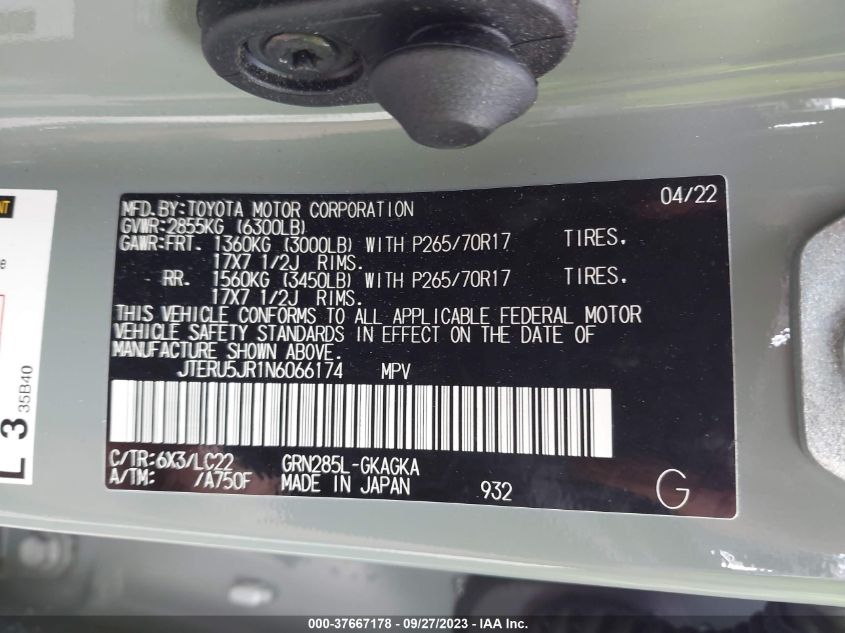 MFD.BY:TOYOTA MOTOR CORPORATION 04/22
GVWR:2855KG (6300LB)
GAWR:FRT. 1360KG (3000LB) WITH P265/70R17 TIRES.
17X7 1/2J RIMS.
RR. 1560KG (3450LB) WITH P265/70R17 TIRES.
17X7 1/2J RIMS.
THIS VEHICLE CONFORMS TO ALL APPLICABLE FEDERAL MOTOR
VEHICLE SAFETY STANDARDS IN EFFECT ON THE DATE OF
MANUFACTURE SHOWN ABOVE.
JTERU5JR1N6066174 MPV
C/TR:6X3/LC22 GRN285L-GKAGKA
A/TM: /A750F MADE IN JAPAN 932 G
L 3
35B40
000-37667178 - 09/27/2023 - IAA Inc.